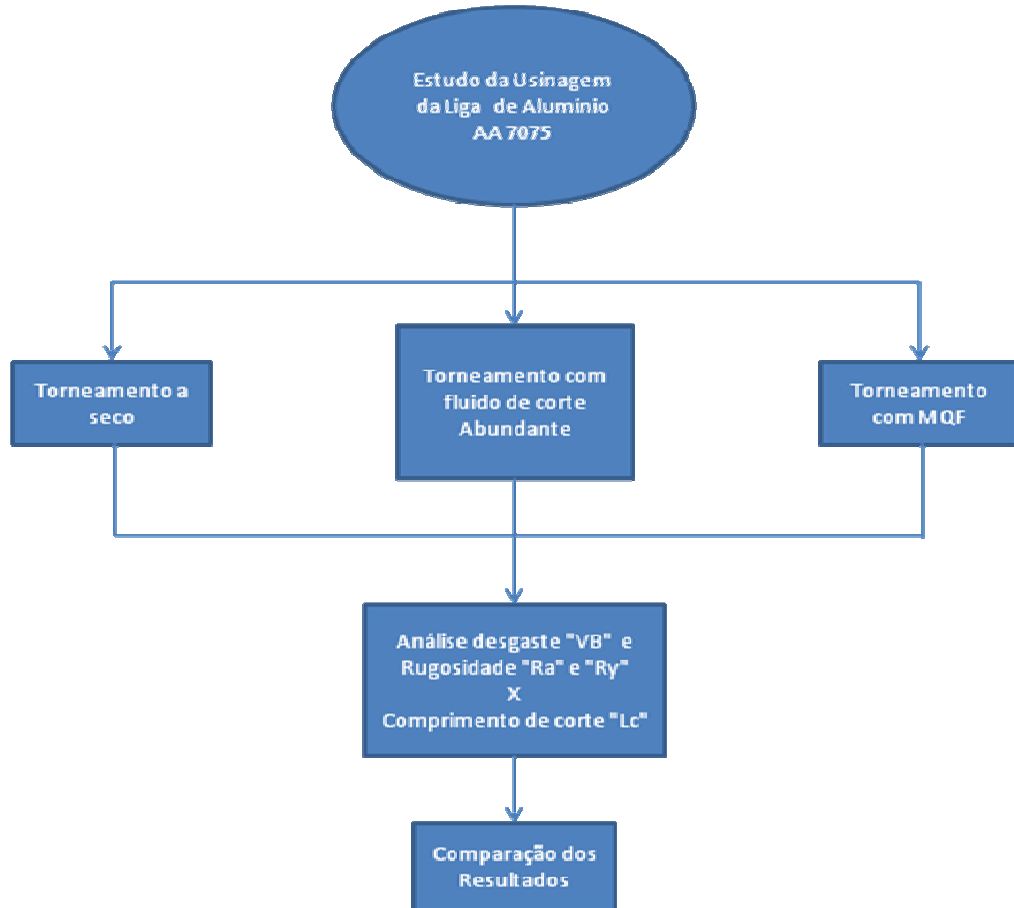 Estudo da Usinagem
da Liga de Alumínio
AA 7075
Torneamento a
seco
Torneamento com
fluido de corte
Abundante
Torneamento
com MQF
Análise desgaste "VB" e
Rugosidade "Ra" e "Ry"
X
Comprimento de corte "Lc"
Comparação dos
Resultados